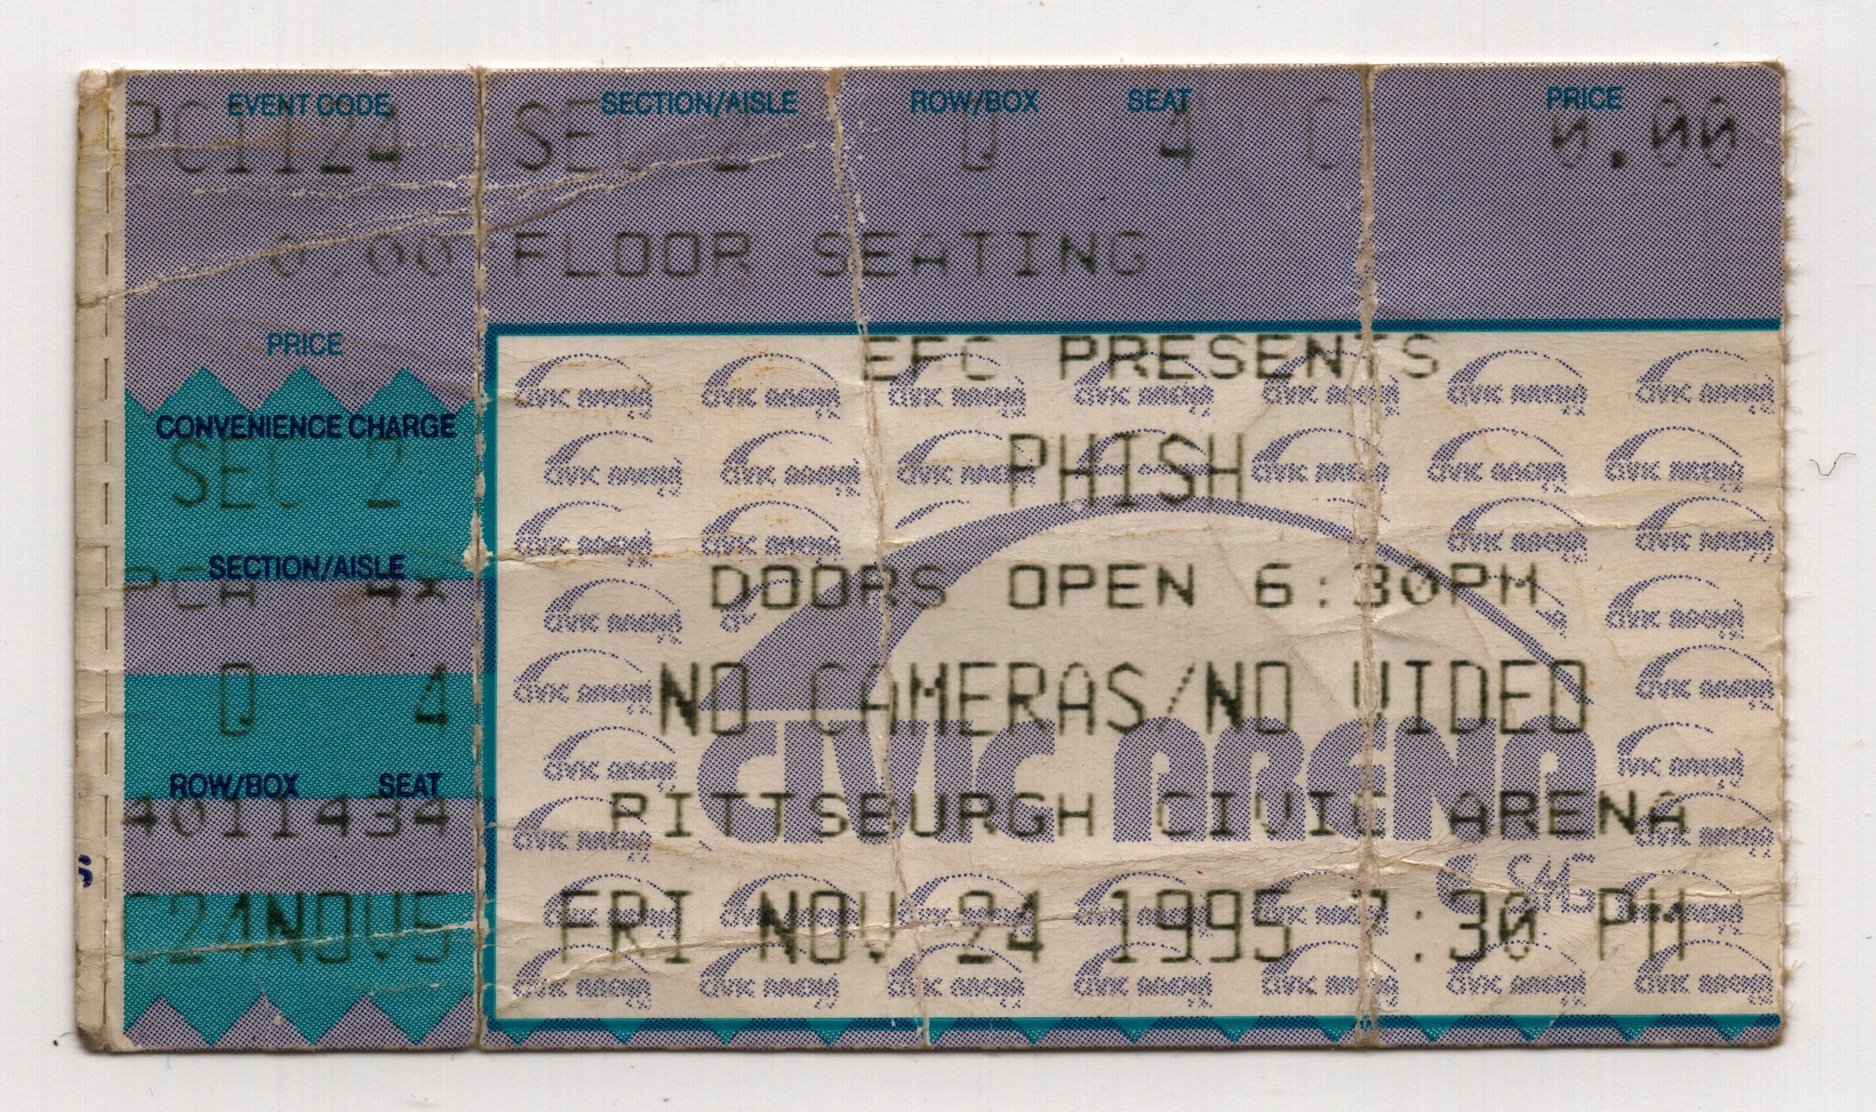 EVENT CODE SECTION/AISLE ROW/BOX SEAT PRICE
PC1124 SEC 2 Q 4 C 0.00
0.00 FLOOR SEATING
PRICE
CONVENIENCE CHARGE
SEC 2
SECTION/AISLE
PCA 4X
Q 4
ROW/BOX SEAT
4011434
C24NOV5
EFC PRESENTS
PHISH
DOORS OPEN 6:30PM
NO CAMERAS/NO VIDEO
CIVIC ARENA
PITTSBURGH CIVIC ARENA
SMG
FRI NOV 24 1995 7:30 PM